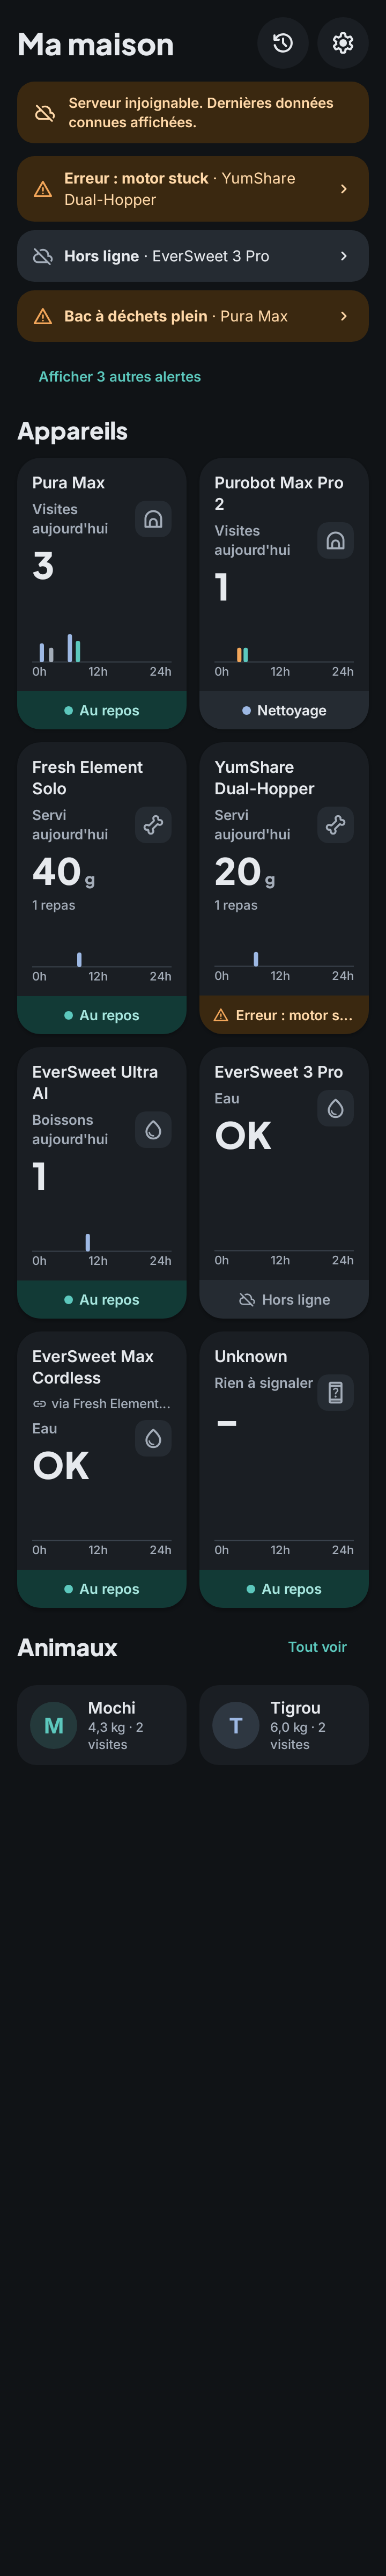 Ma maison
Serveur injoignable. Dernières données
connues affichées.
Erreur : motor stuck · YumShare
Dual-Hopper
Hors ligne · EverSweet 3 Pro
Bac à déchets plein · Pura Max
Afficher 3 autres alertes
Appareils
Pura Max
Visites
aujourd'hui
3
0h 12h 24h
Au repos
Purobot Max Pro
2
Visites
aujourd'hui
1
0h 12h 24h
Nettoyage
Fresh Element
Solo
Servi
aujourd'hui
40 g
1 repas
0h 12h 24h
Au repos
YumShare
Dual-Hopper
Servi
aujourd'hui
20 g
1 repas
0h 12h 24h
Erreur : motor s...
EverSweet Ultra
AI
Boissons
aujourd'hui
1
0h 12h 24h
Au repos
EverSweet 3 Pro
Eau
OK
0h 12h 24h
Hors ligne
EverSweet Max
Cordless
via Fresh Element...
Eau
OK
0h 12h 24h
Au repos
Unknown
Rien à signaler
–
0h 12h 24h
Au repos
Animaux
Tout voir
M
Mochi
4,3 kg · 2
visites
T
Tigrou
6,0 kg · 2
visites